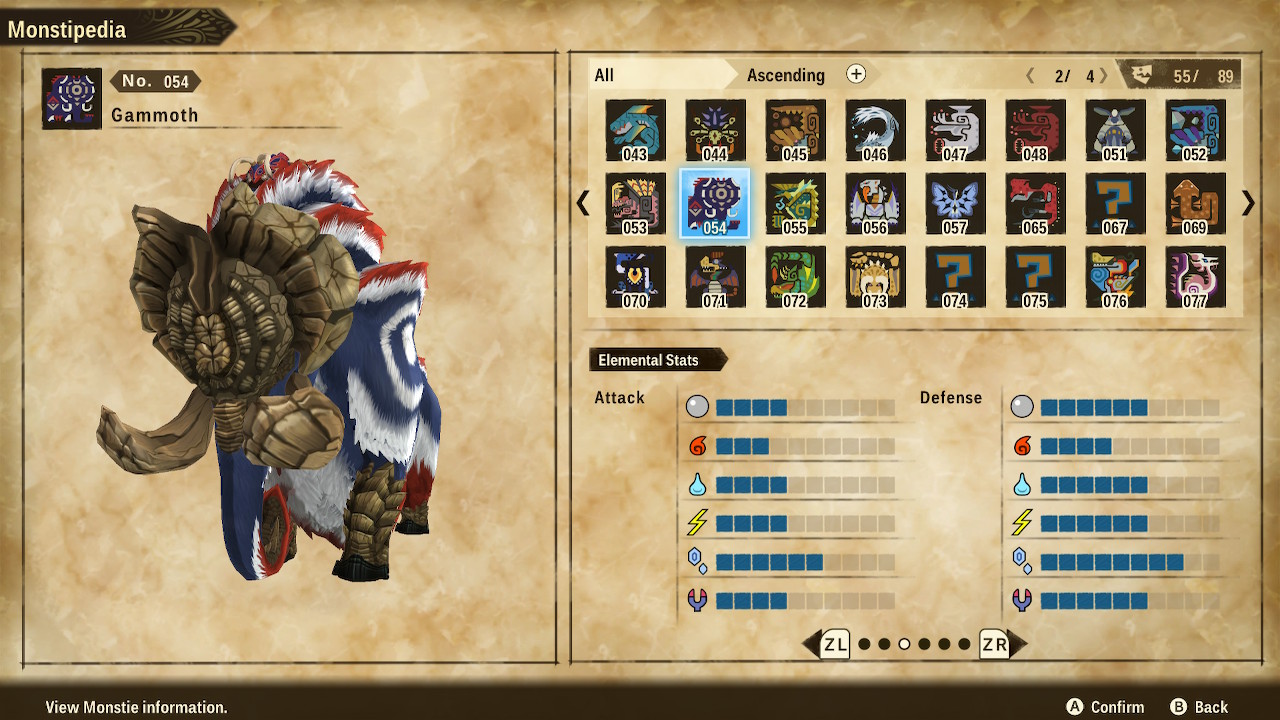 Monstipedia
No. 054
Gammoth
All
Ascending
2/ 4
55/ 89
043 044 045 046 047 048 051 052
053 054 055 056 057 065 067 069
070 071 072 073 074 075 076 077
Elemental Stats
Attack
Defense
ZL
ZR
View Monstie information.
A Confirm
B Back